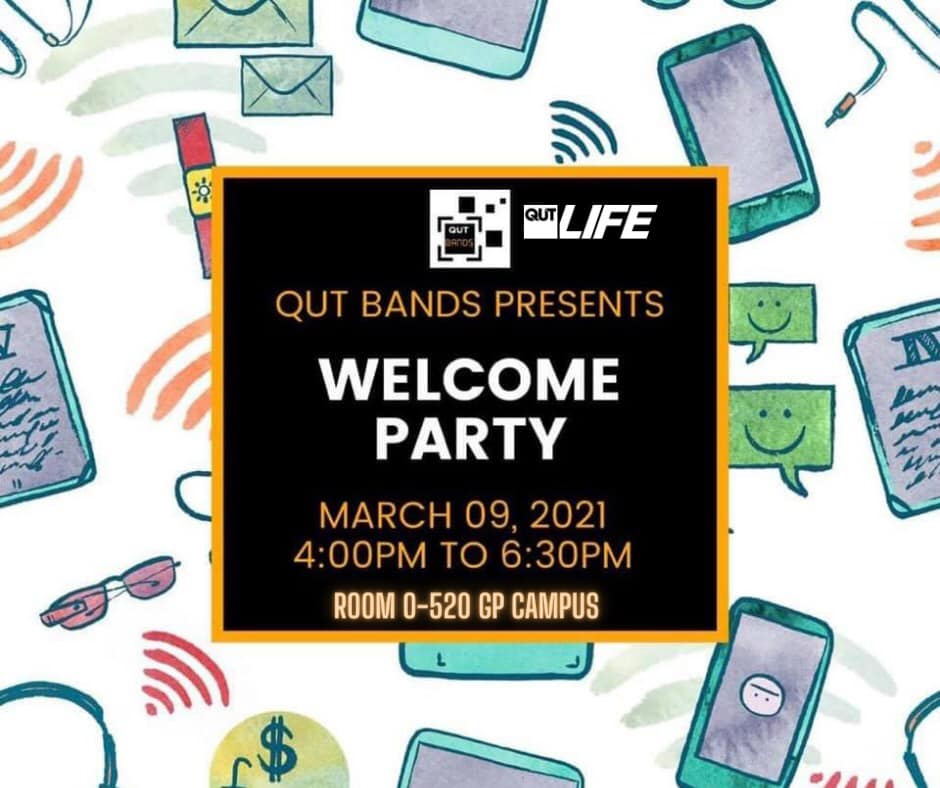 QUT
BANDS
QUT LIFE
QUT BANDS PRESENTS
WELCOME
PARTY
MARCH 09, 2021
4:00PM TO 6:30PM
ROOM O-520 GP CAMPUS
$